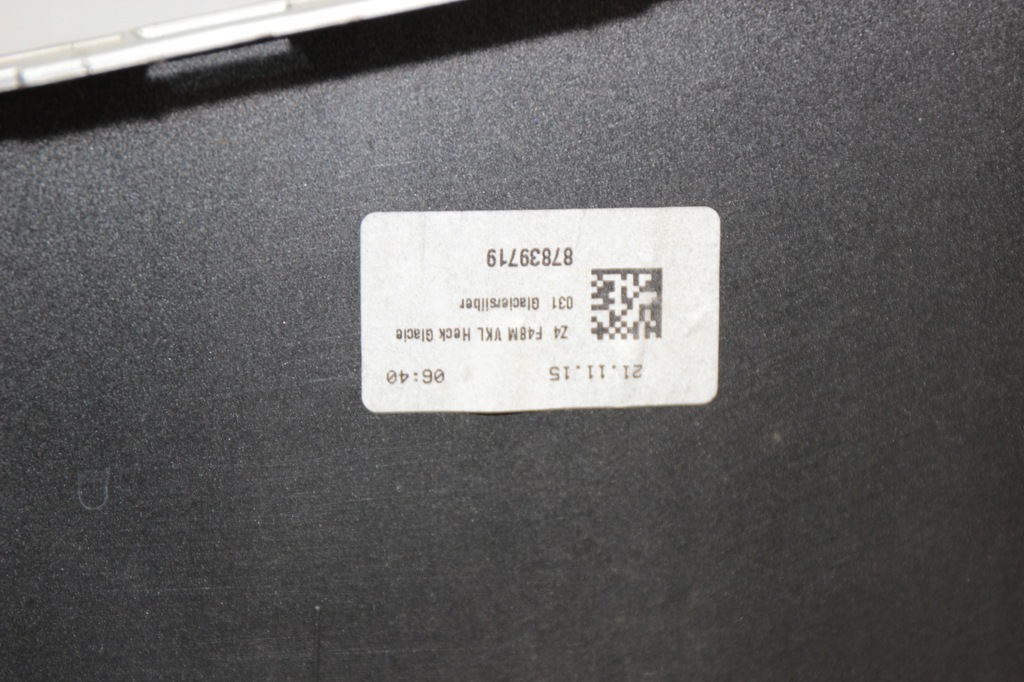 21.11.15 06:40
Z4 F48M VKL Heck Glacie
031 Glaciersilber
87839719